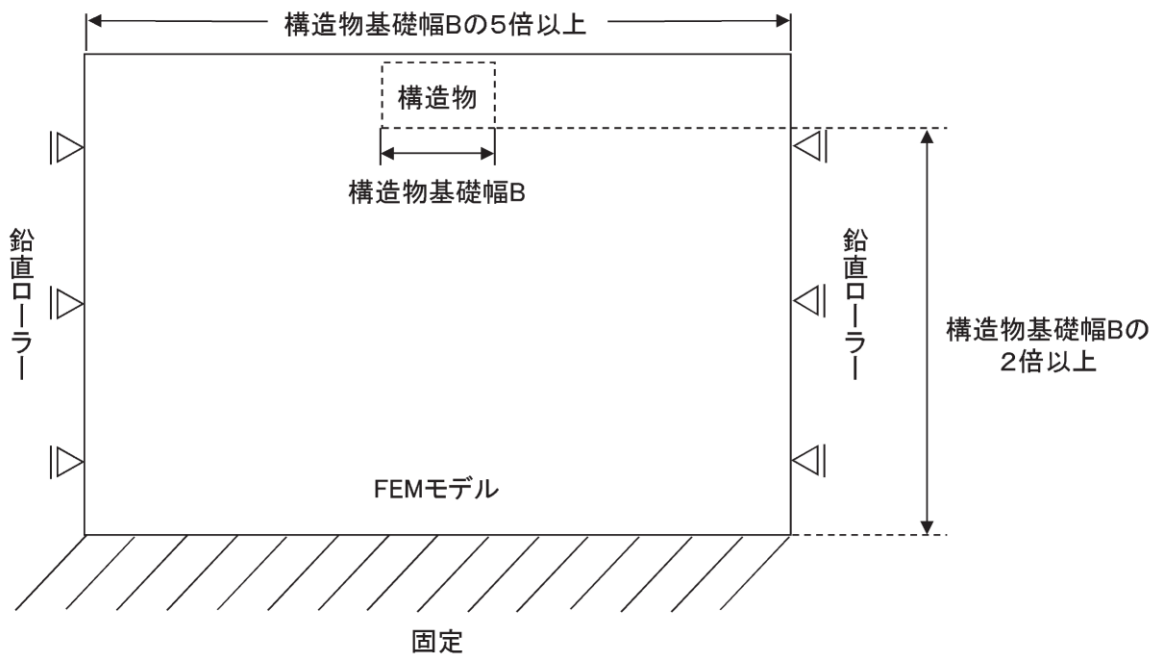 構造物基礎幅Bの5倍以上
構造物
構造物基礎幅B
鉛直ローラー
鉛直ローラー
構造物基礎幅Bの
2倍以上
FEMモデル
固定